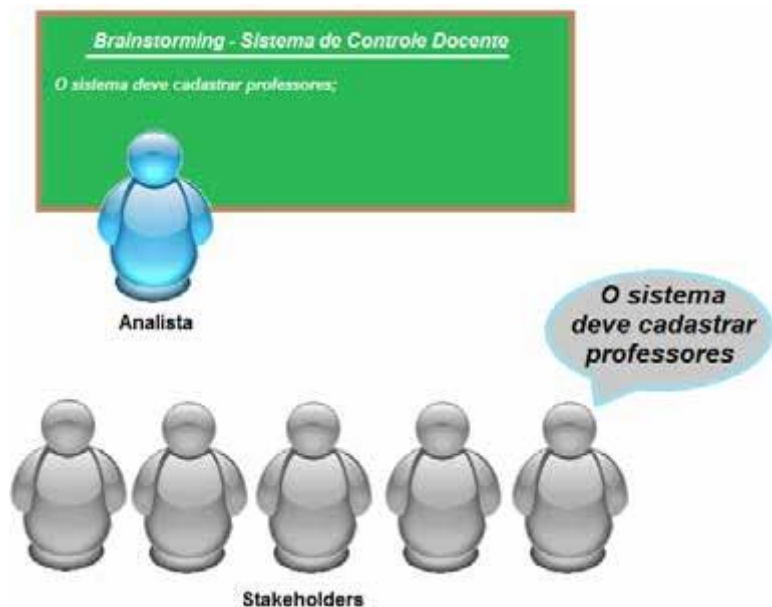 Brainstorming - Sistema de Controle Docente
O sistema deve cadastrar professores;
Analista
O sistema
deve cadastrar
professores
Stakeholders